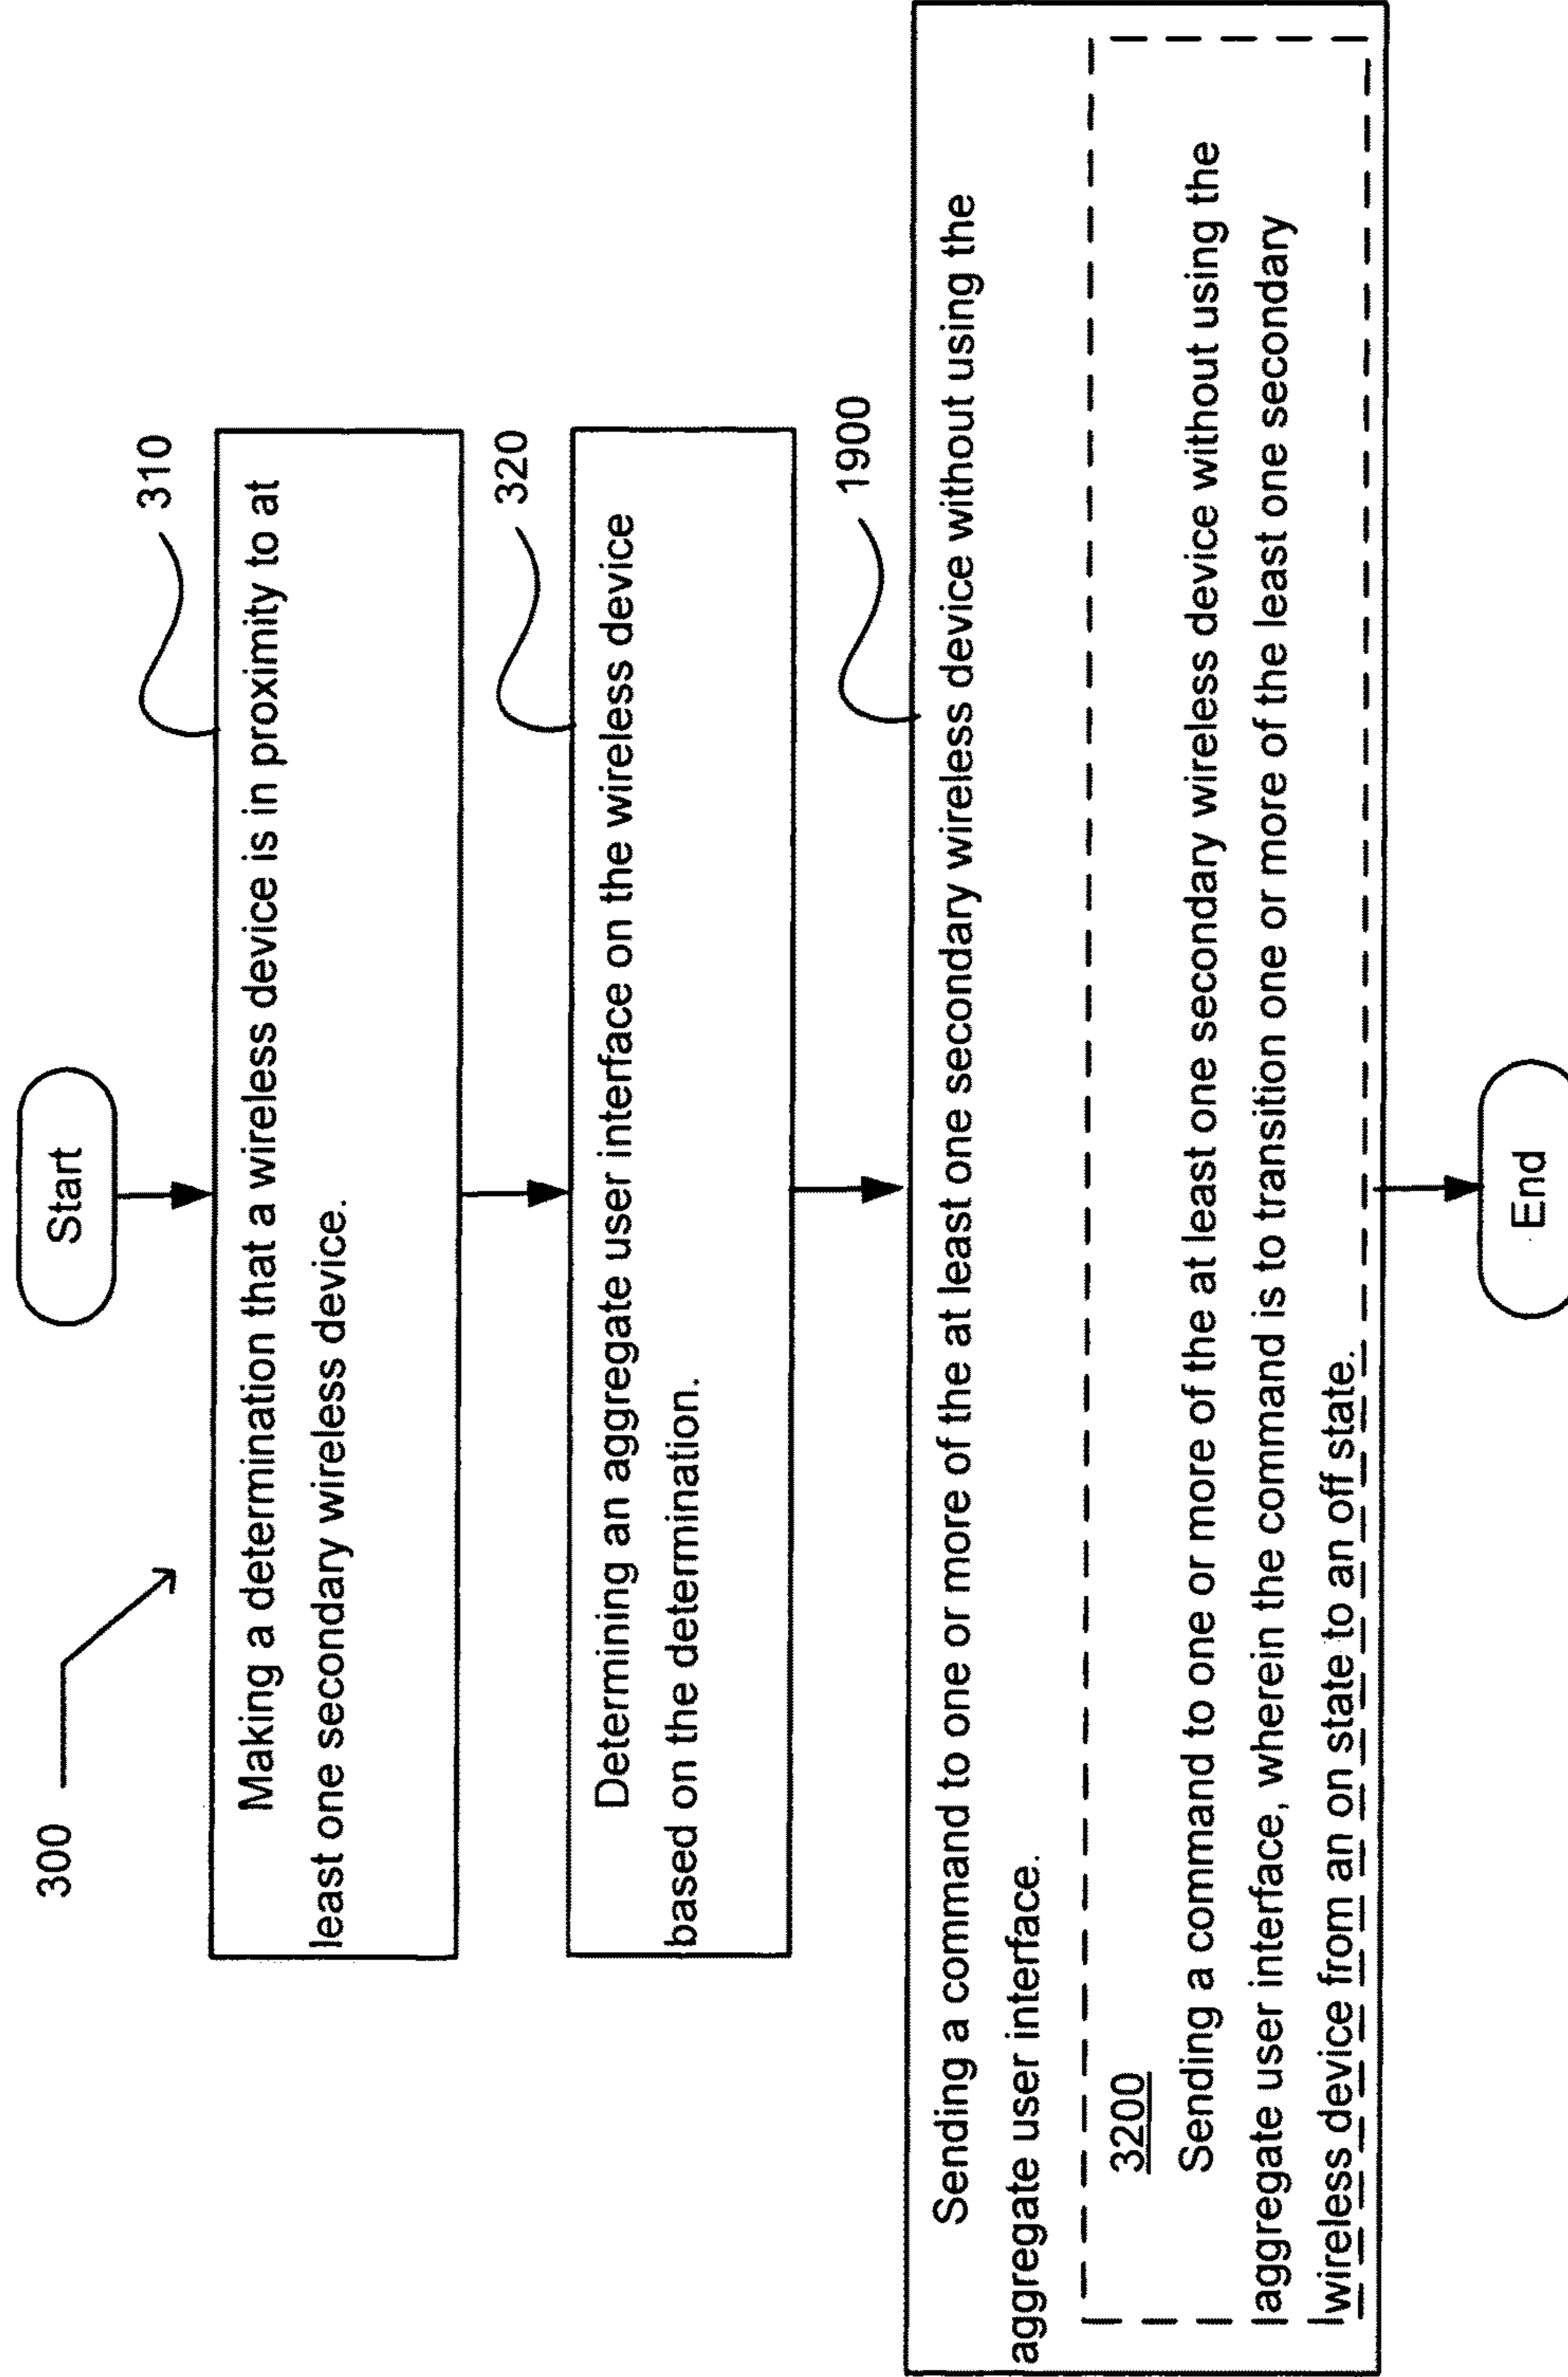 300
Start
310
Making a determination that a wireless device is in proximity to at
least one secondary wireless device.
320
Determining an aggregate user interface on the wireless device
based on the determination.
1900
Sending a command to one or more of the at least one secondary wireless device without using the
aggregate user interface.
3200
Sending a command to one or more of the at least one secondary wireless device without using the
aggregate user interface, wherein the command is to transition one or more of the least one secondary
wireless device from an on state to an off state.
End